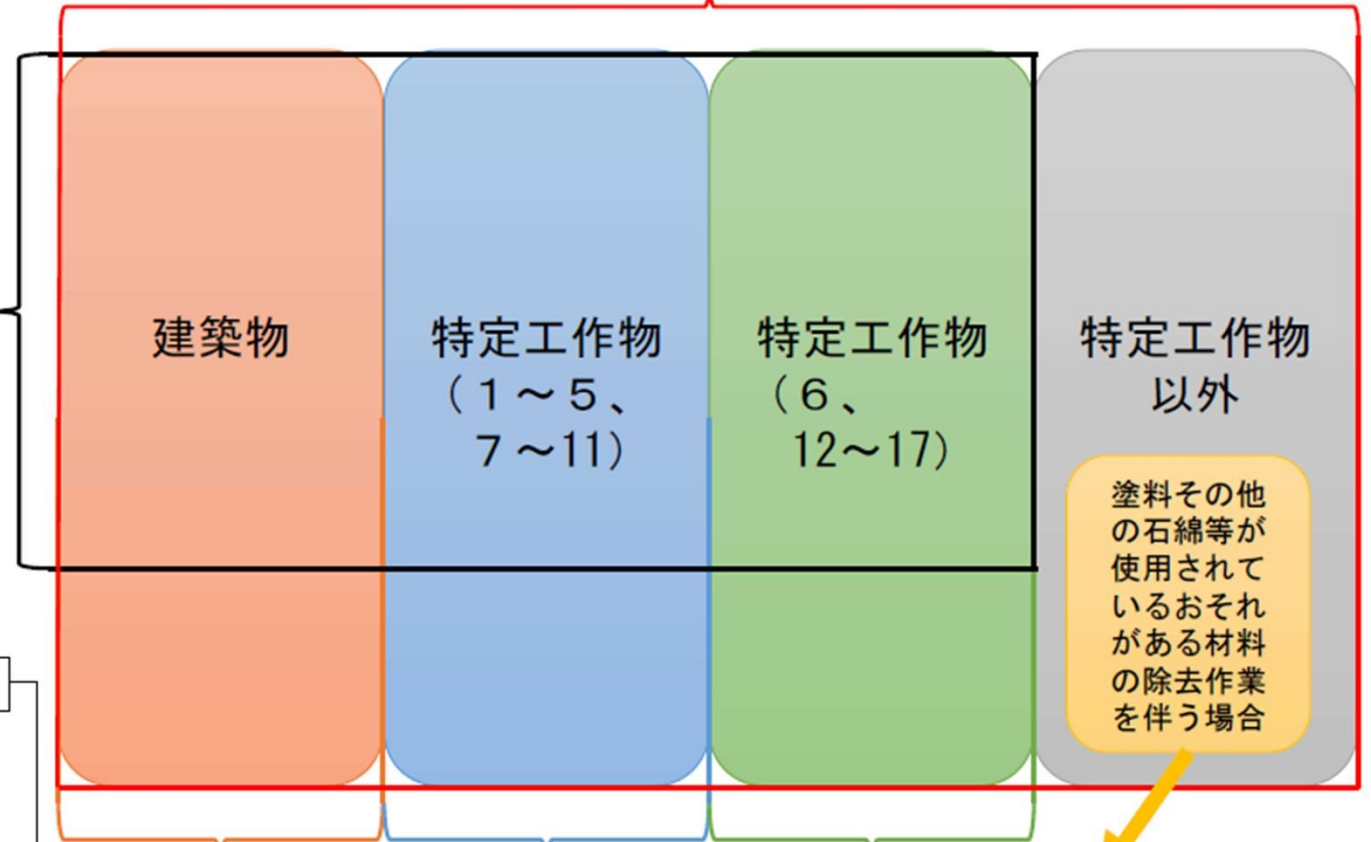 建築物
特定工作物
（１～５、
７～11）
特定工作物
（６、
12～17）
特定工作物
以外
塗料その他
の石綿等が
使用されて
いるおそれ
がある材料
の除去作業
を伴う場合